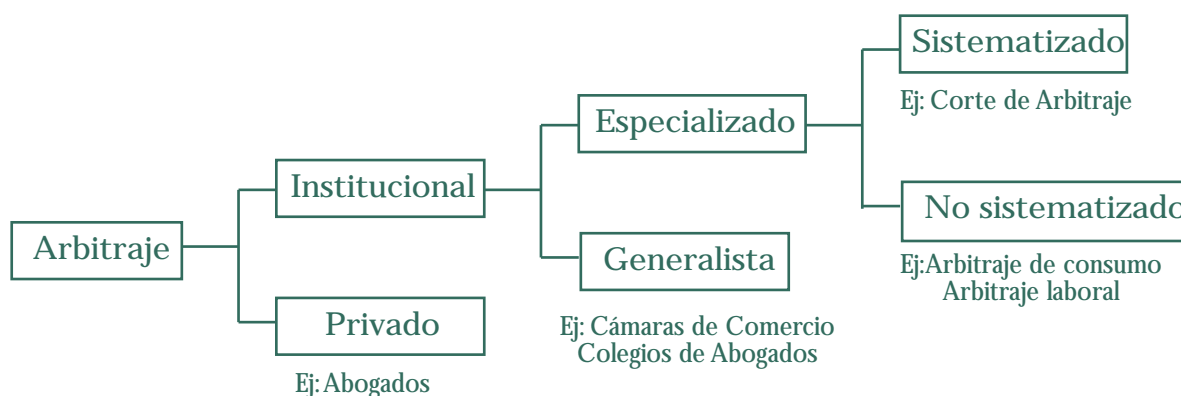 Sistematizado
Ej: Corte de Arbitraje
Especializado
Institucional
No sistematizado
Arbitraje
Generalista
Ej:Arbitraje de consumo
Arbitraje laboral
Privado
Ej: Cámaras de Comercio
Colegios de Abogados
Ej: Abogados